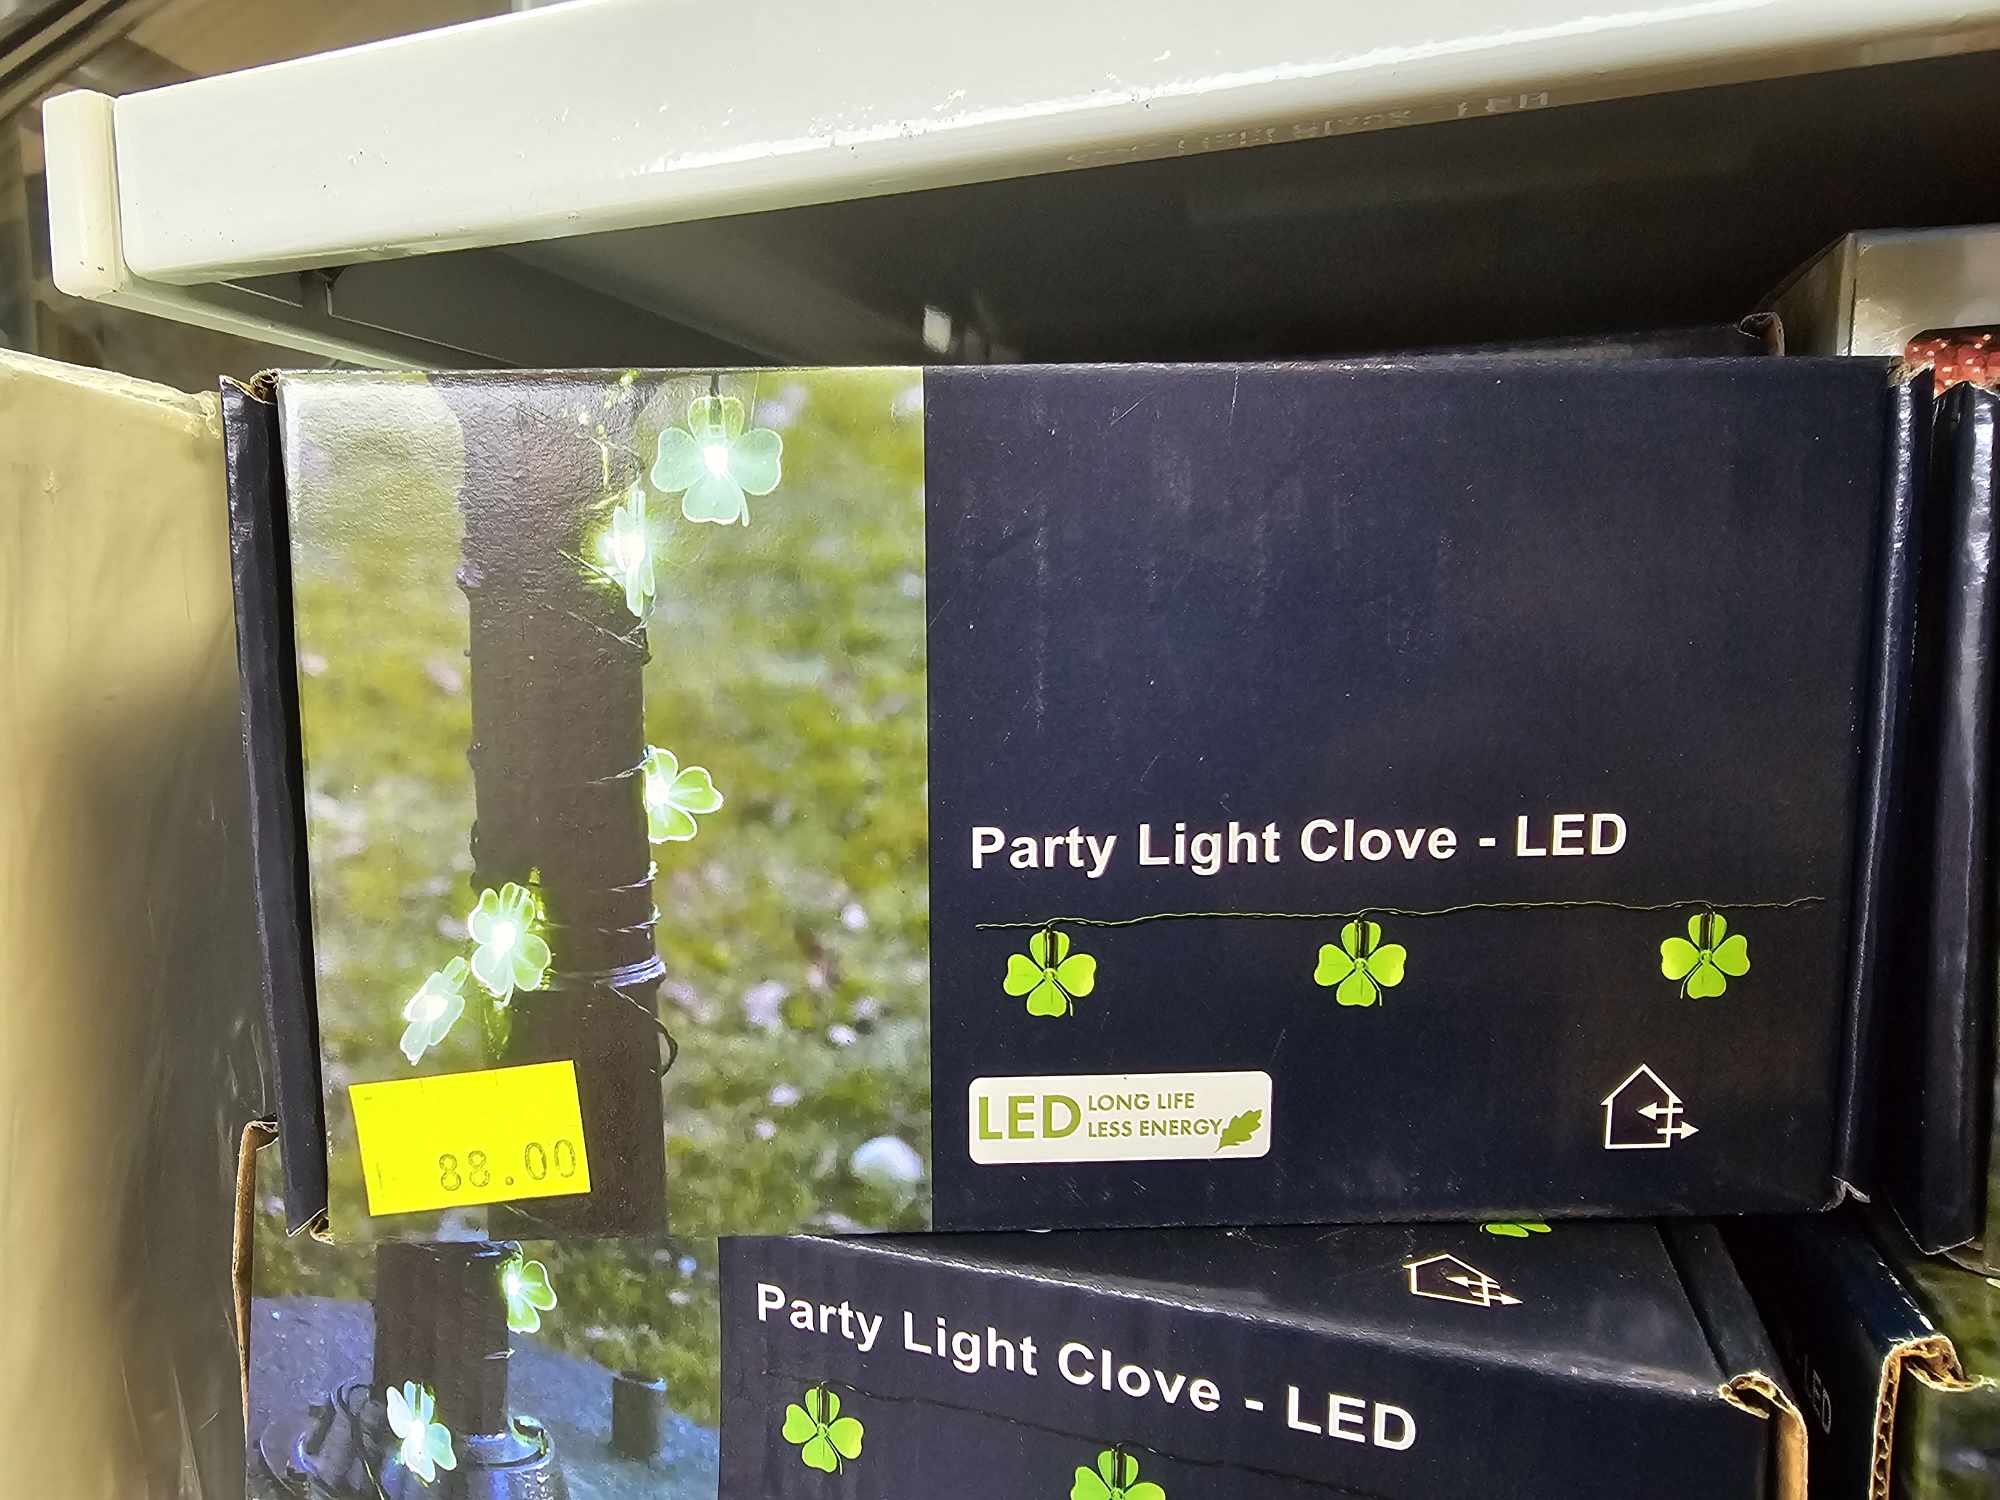 Party Light Clove - LED
LED LONG LIFE
LESS ENERGY
88.00
Party Light Clove - LED